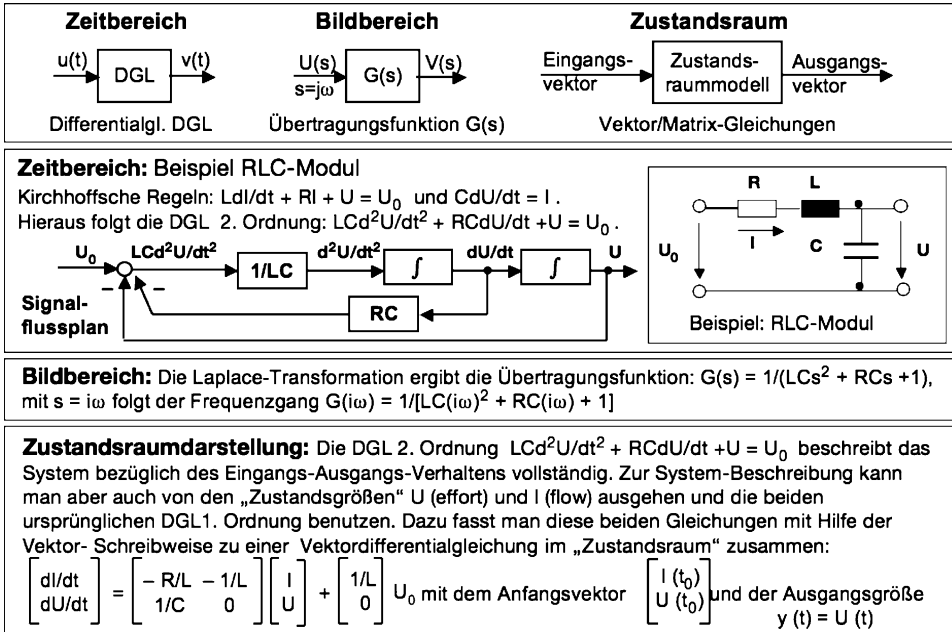 Zeitbereich
Bildbereich
Zustandsraum
u(t)
DGL
v(t)
U(s)
s=jω
G(s)
V(s)
Eingangs-
vektor
Zustands-
raummodell
Ausgangs-
vektor
Differentialgl. DGL
Übertragungsfunktion G(s)
Vektor/Matrix-Gleichungen
Zeitbereich: Beispiel RLC-Modul
Kirchhoffsche Regeln: LdI/dt + RI + U = U₀ und CdU/dt = I .
Hieraus folgt die DGL 2. Ordnung: LCd²U/dt² + RCdU/dt +U = U₀ .
U₀
LCd²U/dt²
1/LC
d²U/dt²
∫
dU/dt
∫
U
– –
RC
Signal-
flussplan
R
L
I
C
U₀
U
Beispiel: RLC-Modul
Bildbereich: Die Laplace-Transformation ergibt die Übertragungsfunktion: G(s) = 1/(LCs² + RCs +1),
mit s = iω folgt der Frequenzgang G(iω) = 1/[LC(iω)² + RC(iω) + 1]
Zustandsraumdarstellung: Die DGL 2. Ordnung LCd²U/dt² + RCdU/dt +U = U₀ beschreibt das
System bezüglich des Eingangs-Ausgangs-Verhaltens vollständig. Zur System-Beschreibung kann
man aber auch von den „Zustandsgrößen“ U (effort) und I (flow) ausgehen und die beiden
ursprünglichen DGL1. Ordnung benutzen. Dazu fasst man diese beiden Gleichungen mit Hilfe der
Vektor- Schreibweise zu einer Vektordifferentialgleichung im „Zustandsraum“ zusammen:
[dI/dt] = [– R/L – 1/L] [I] + [1/L] U₀ mit dem Anfangsvektor [I (t₀)] und der Ausgangsgröße
[dU/dt] [1/C 0] [U] [0] [U (t₀)] y (t) = U (t)